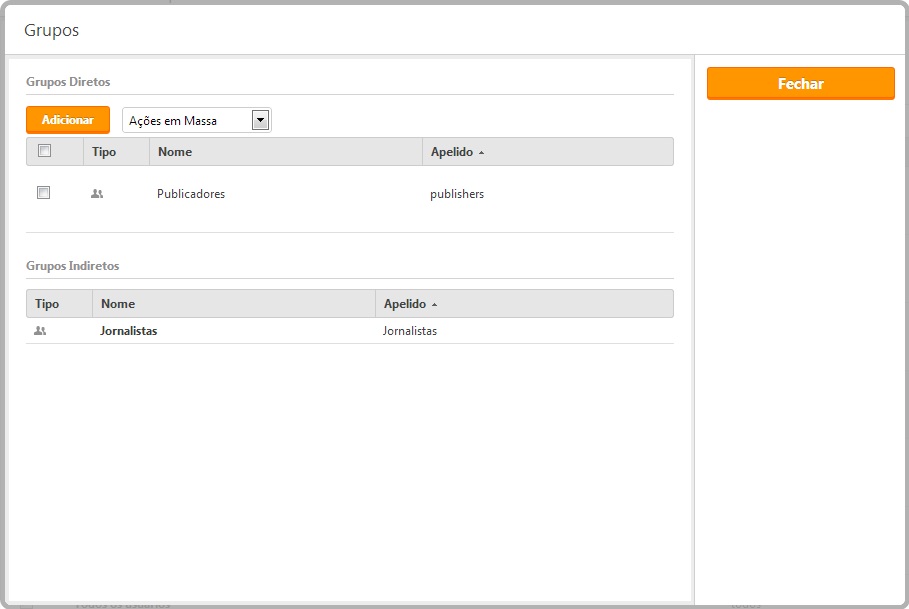 Grupos
Fechar
Grupos Diretos
Adicionar Ações em Massa
Tipo Nome Apelido
Publicadores publishers
Grupos Indiretos
Tipo Nome Apelido
Jornalistas Jornalistas